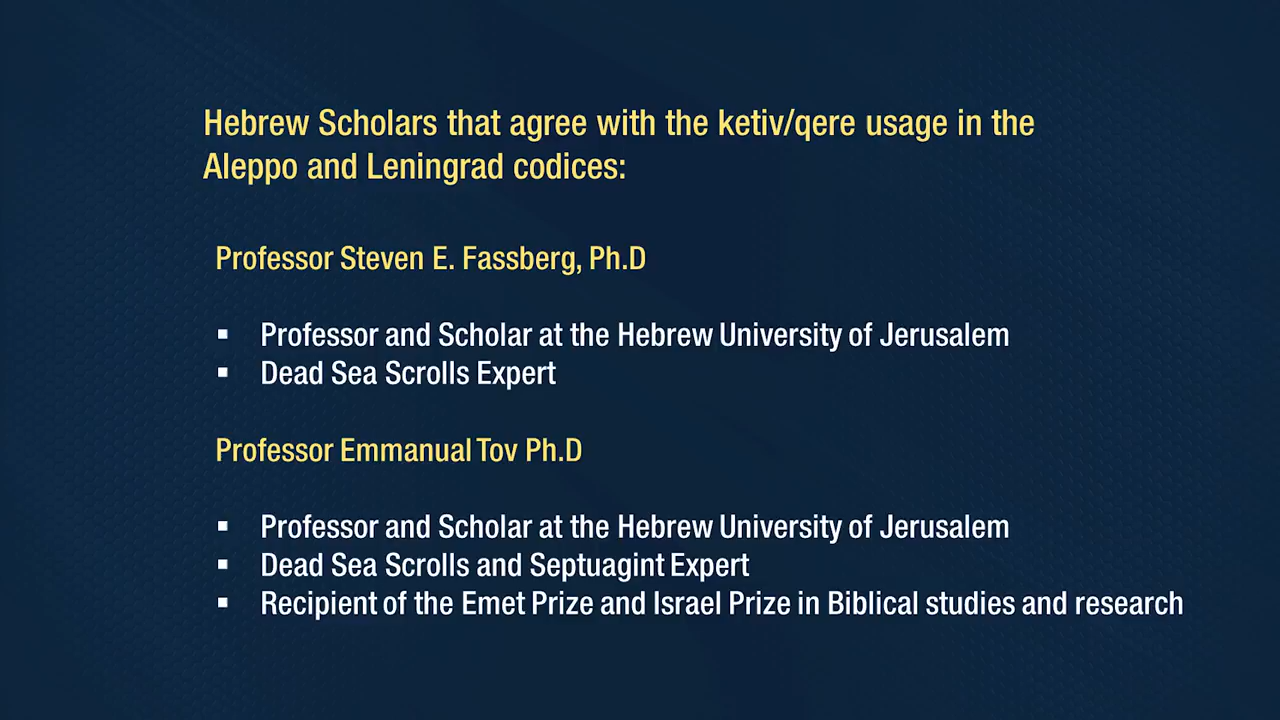 Hebrew Scholars that agree with the ketiv/qere usage in the
Aleppo and Leningrad codices:
Professor Steven E. Fassberg, Ph.D
▪ Professor and Scholar at the Hebrew University of Jerusalem
▪ Dead Sea Scrolls Expert
Professor Emmanual Tov Ph.D
▪ Professor and Scholar at the Hebrew University of Jerusalem
▪ Dead Sea Scrolls and Septuagint Expert
▪ Recipient of the Emet Prize and Israel Prize in Biblical studies and research